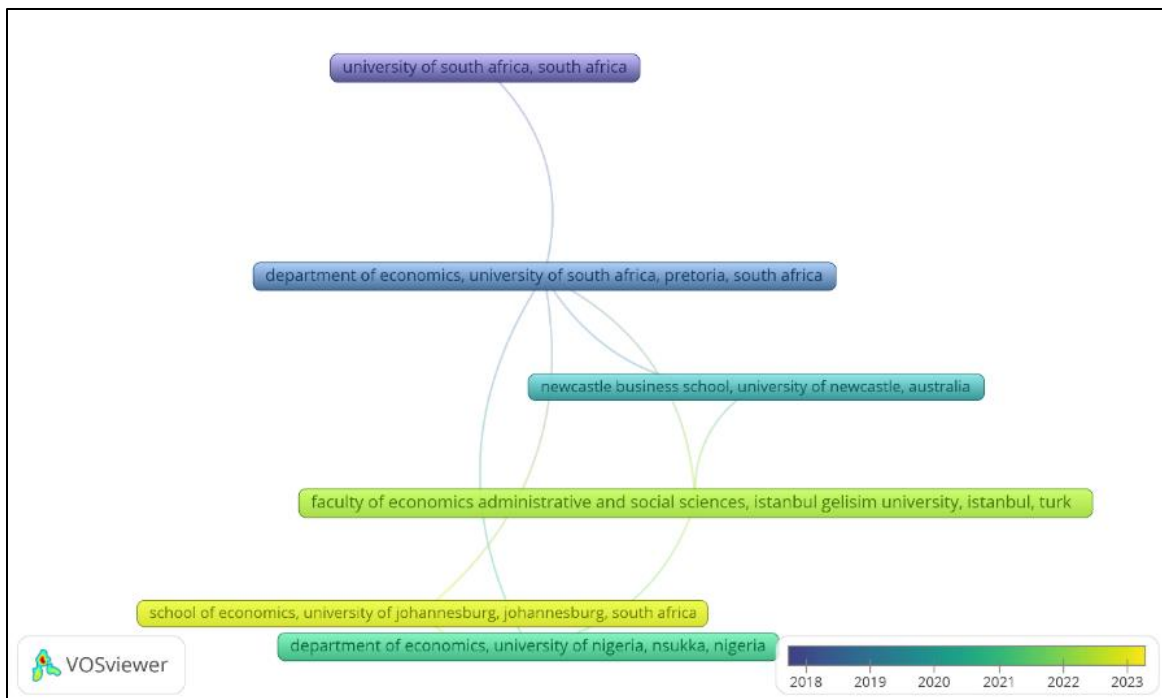 university of south africa, south africa
department of economics, university of south africa, pretoria, south africa
newcastle business school, university of newcastle, australia
faculty of economics administrative and social sciences, istanbul gelisim university, istanbul, turk
school of economics, university of johannesburg, johannesburg, south africa
department of economics, university of nigeria, nsukka, nigeria
VOSviewer
2018 2019 2020 2021 2022 2023